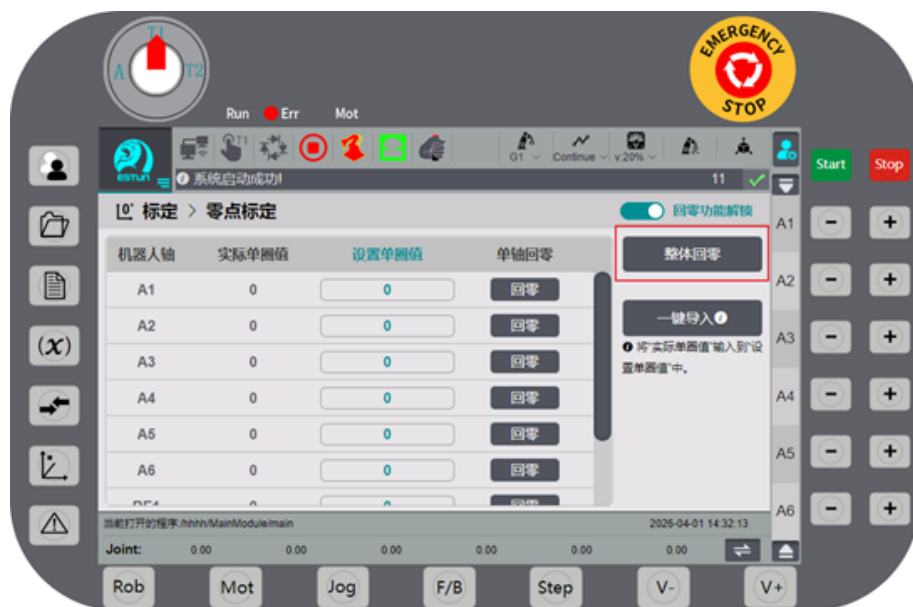 EMERGENCY
STOP
T1
A
T2
Run Err Mot
T1
G1 Continue v.20%
ESTUN
系统启动成功!
11
标定 > 零点标定
回零功能解锁
机器人轴 实际单圈值 设置单圈值 单轴回零
整体回零
A1 0 0 回零
A2 0 0 回零
一键导入
将"实际单圈值"输入到"设
置单圈值"中。
A3 0 0 回零
A4 0 0 回零
A5 0 0 回零
A6 0 0 回零
当前打开的程序:/hhhh/MainModule/main
2026-04-01 14:32:13
Joint: 0.00 0.00 0.00 0.00 0.00 0.00
Start Stop
A1 - +
A2 - +
A3 - +
A4 - +
A5 - +
A6 - +
(x)
Rob Mot Jog F/B Step V- V+